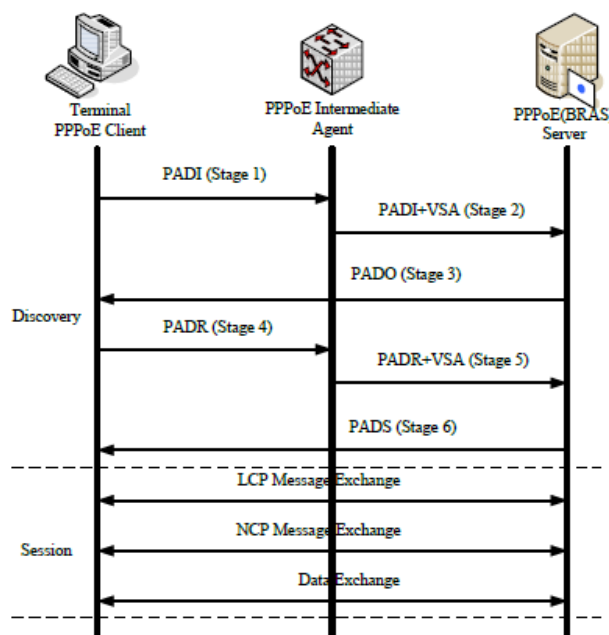 Terminal
PPPoE Client
PPPoE Intermediate
Agent
PPPoE(BRAS
Server
PADI (Stage 1)
PADI+VSA (Stage 2)
PADO (Stage 3)
Discovery
PADR (Stage 4)
PADR+VSA (Stage 5)
PADS (Stage 6)
LCP Message Exchange
NCP Message Exchange
Session
Data Exchange